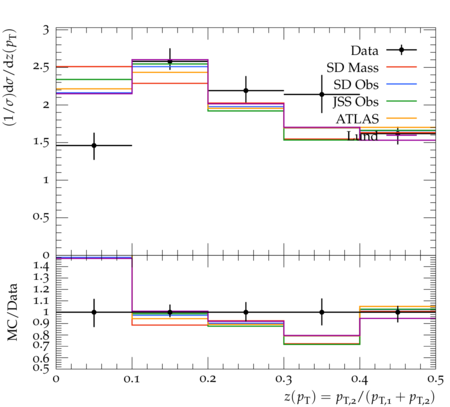 (1/σ)dσ/dz(pT)
3
2.5
2
1.5
1
0.5
0
Data
SD Mass
SD Obs
JSS Obs
ATLAS
Lund
MC/Data
1.4
1.3
1.2
1.1
1
0.9
0.8
0.7
0.6
0.5
0 0.1 0.2 0.3 0.4 0.5
z(pT) = pT,2/(pT,1 + pT,2)